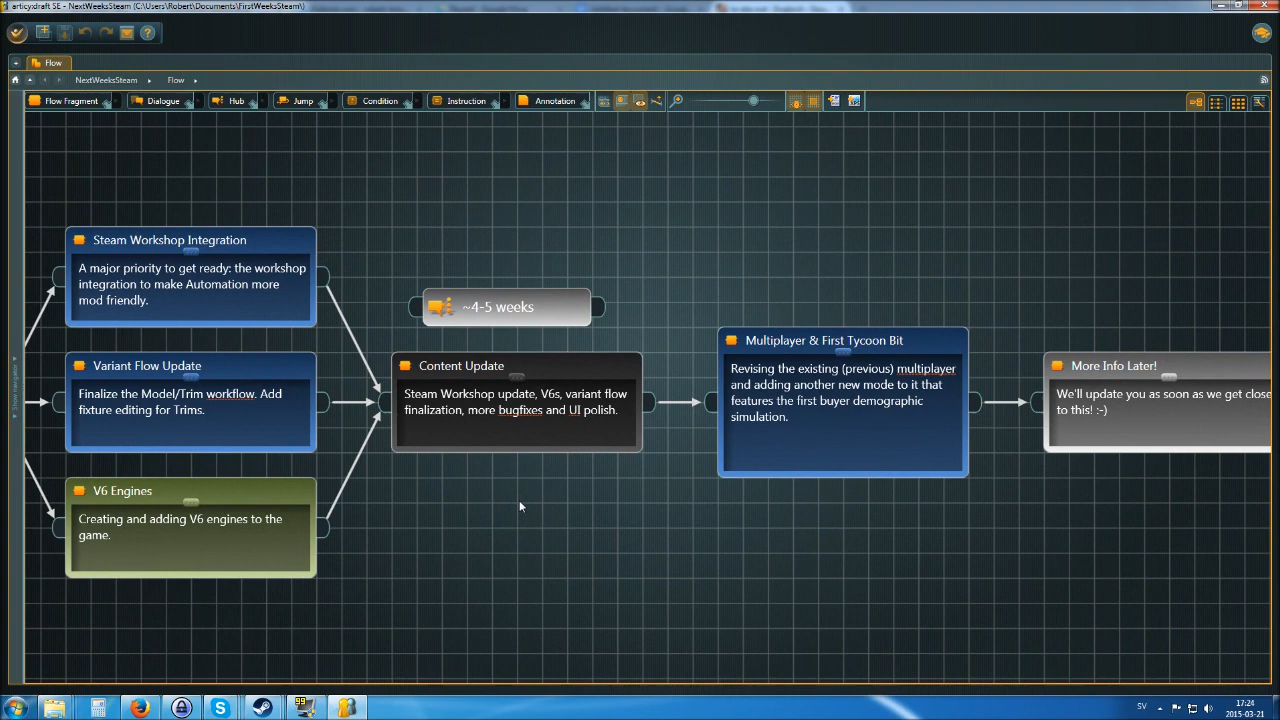 articy:draft SE - NextWeeksSteam (C:\Users\Robert\Documents\FirstWeeksSteam\)
Flow
NextWeeksSteam
Flow
Flow Fragment
Dialogue
Hub
Jump
Condition
Instruction
Annotation
Show navigator
Steam Workshop Integration
A major priority to get ready: the workshop
integration to make Automation more
mod friendly.
Variant Flow Update
Finalize the Model/Trim workflow. Add
fixture editing for Trims.
V6 Engines
Creating and adding V6 engines to the
game.
~4-5 weeks
Content Update
Steam Workshop update, V6s, variant flow
finalization, more bugfixes and UI polish.
Multiplayer & First Tycoon Bit
Revising the existing (previous) multiplayer
and adding another new mode to it that
features the first buyer demographic
simulation.
More Info Later!
We'll update you as soon as we get close
to this! :-)
99
SV
17:24
2015-03-21